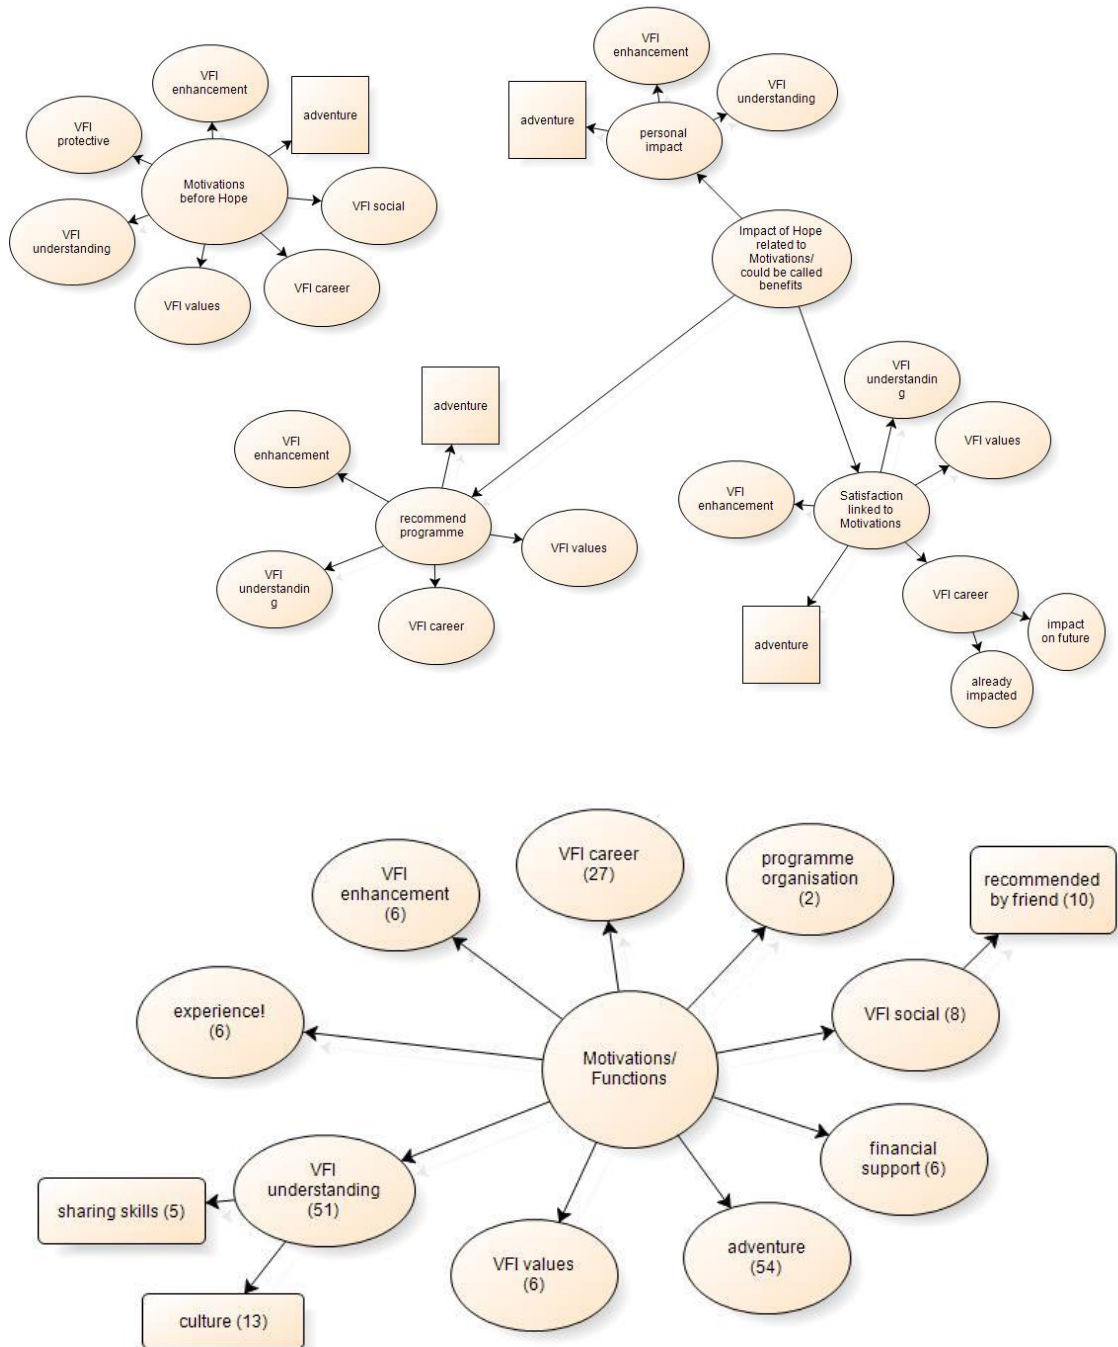 VFI
enhancement
adventure
VFI
protective
Motivations
before Hope
VFI social
VFI
understanding
VFI career
VFI values
VFI
enhancement
VFI
understanding
adventure
personal
impact
Impact of Hope
related to
Motivations/
could be called
benefits
adventure
VFI
enhancement
recommend
programme
VFI values
VFI
understandin
g
VFI career
VFI
understandin
g
VFI values
VFI
enhancement
Satisfaction
linked to
Motivations
VFI career
adventure
impact
on future
already
impacted
VFI career
(27)
programme
organisation
(2)
recommended
by friend (10)
VFI
enhancement
(6)
experience!
(6)
VFI social (8)
Motivations/
Functions
financial
support (6)
VFI
understanding
(51)
sharing skills (5)
culture (13)
VFI values
(6)
adventure
(54)